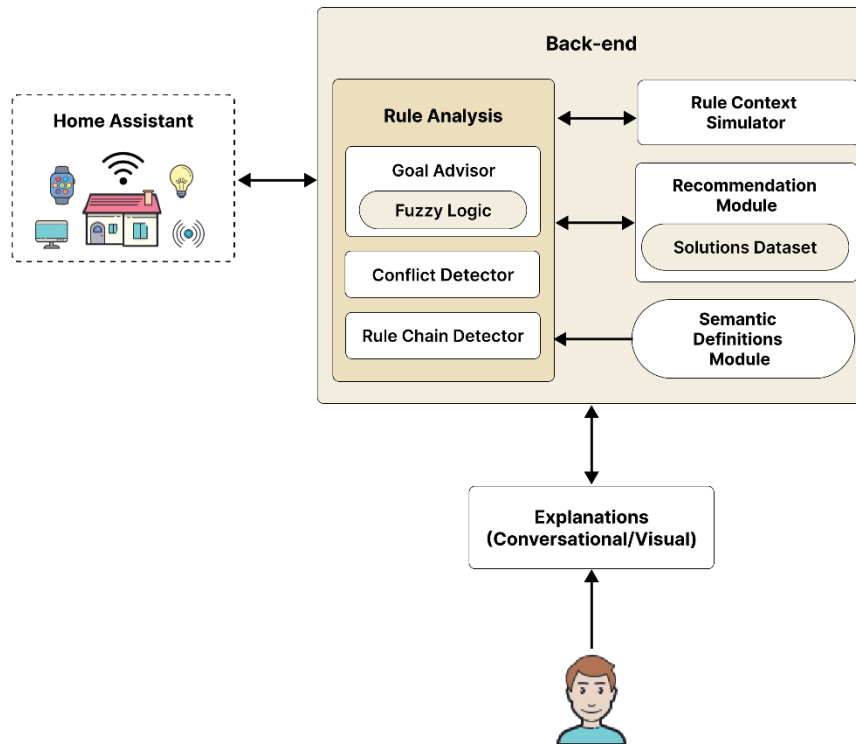 Back-end
Home Assistant
Rule Analysis
Goal Advisor
Fuzzy Logic
Conflict Detector
Rule Chain Detector
Rule Context
Simulator
Recommendation
Module
Solutions Dataset
Semantic
Definitions
Module
Explanations
(Conversational/Visual)